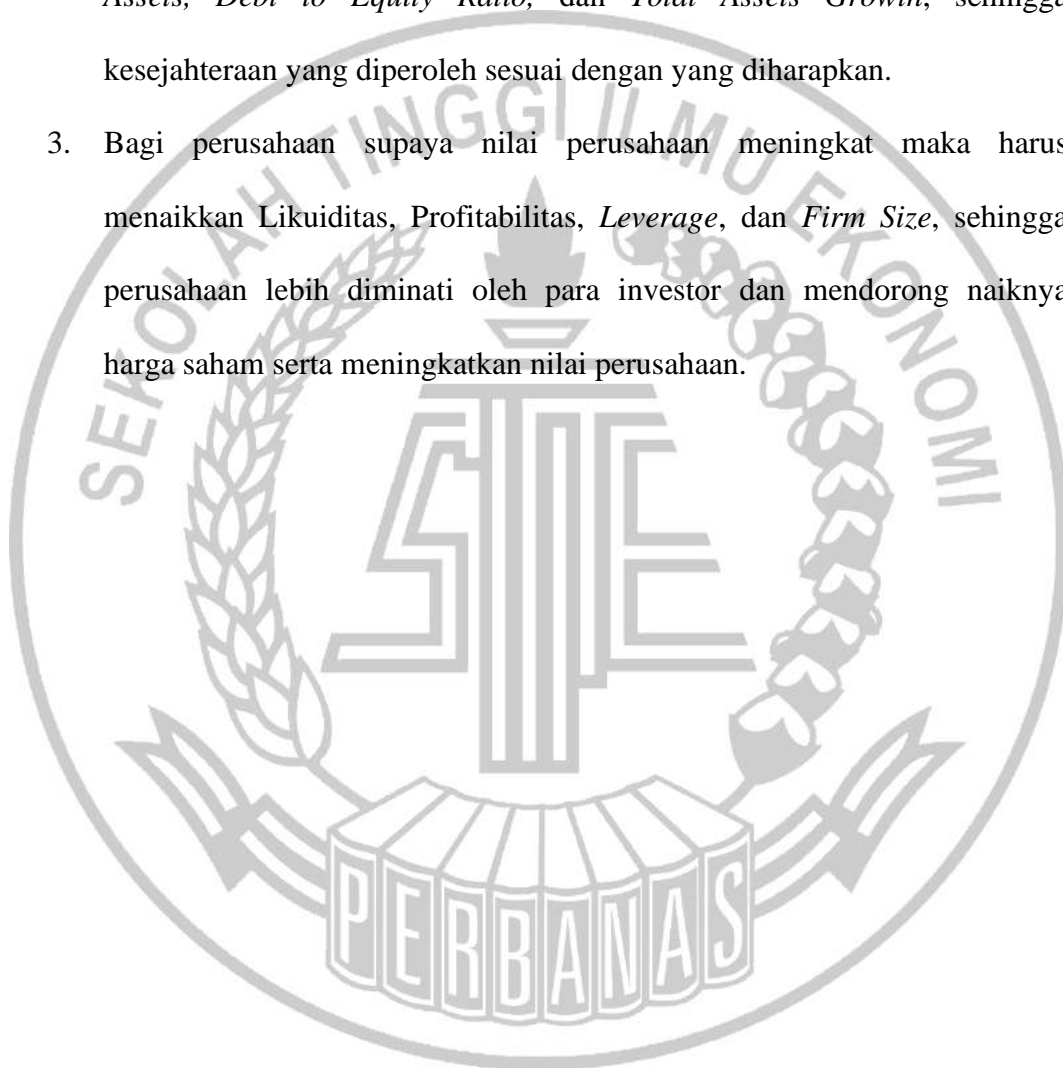 Assets, Debt to Equity Ratio, dan Total Assets Growth, sehingga
kesejahteraan yang diperoleh sesuai dengan yang diharapkan.
3. Bagi perusahaan supaya nilai perusahaan meningkat maka harus
menaikkan Likuiditas, Profitabilitas, Leverage, dan Firm Size, sehingga
perusahaan lebih diminati oleh para investor dan mendorong naiknya
harga saham serta meningkatkan nilai perusahaan.
SEKOLAH TINGGI ILMU EKONOMI
STIE
PERBANAS